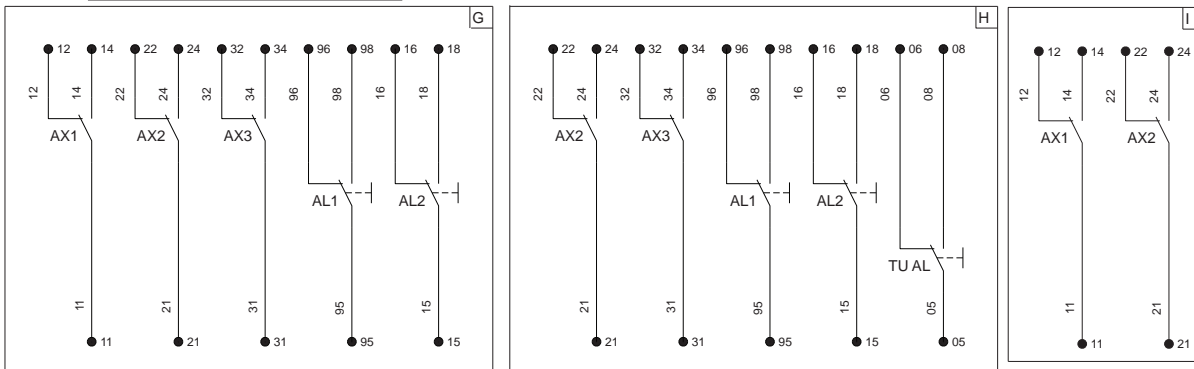 G
12 14 22 24 32 34 96 98 16 18
12 14 22 24 32 34 96 98 16 18
AX1 AX2 AX3
AL1 AL2
11 21 31 95 15
11 21 31 95 15
H
22 24 32 34 96 98 16 18 06 08
22 24 32 34 96 98 16 18 06 08
AX2 AX3
AL1 AL2
TU AL
21 31 95 15 05
21 31 95 15 05
I
12 14 22 24
12 14 22 24
AX1 AX2
11 21
11 21